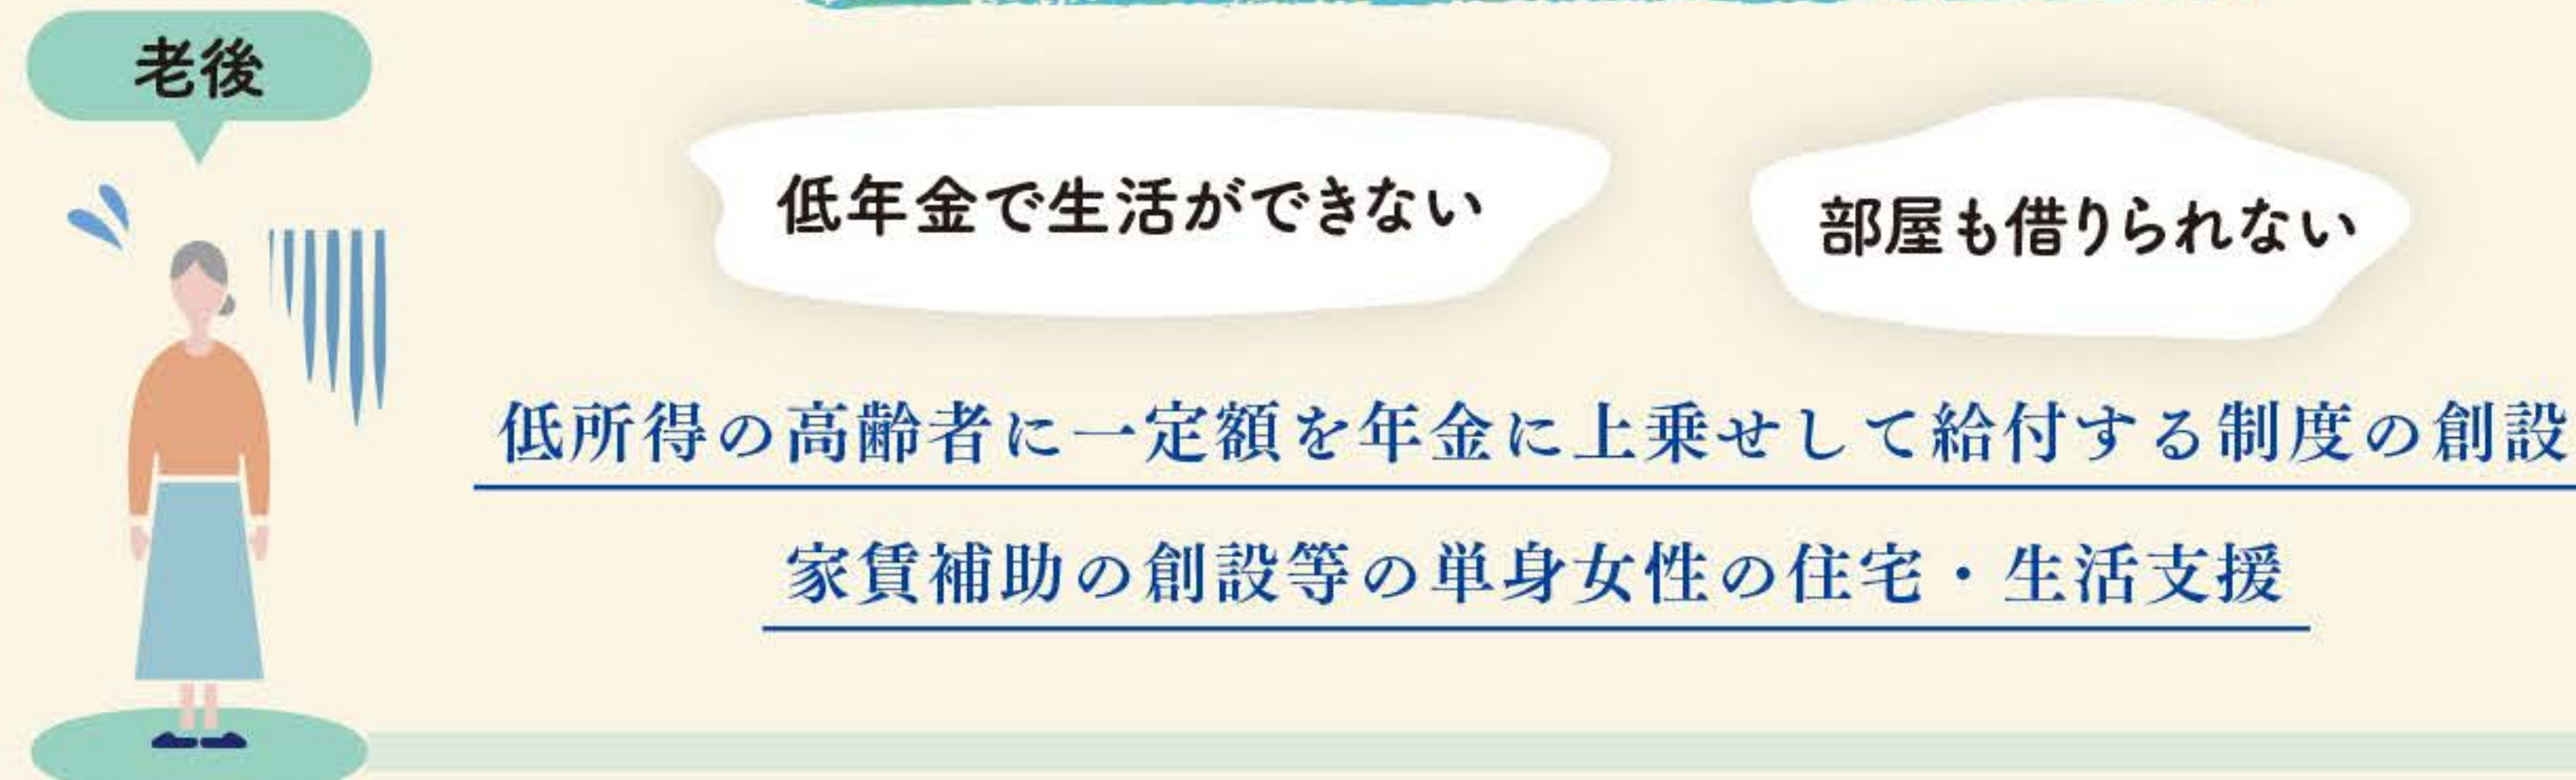 老後
低年金で生活ができない
部屋も借りられない
低所得の高齢者に一定額を年金に上乗せして給付する制度の創設
家賃補助の創設等の単身女性の住宅・生活支援